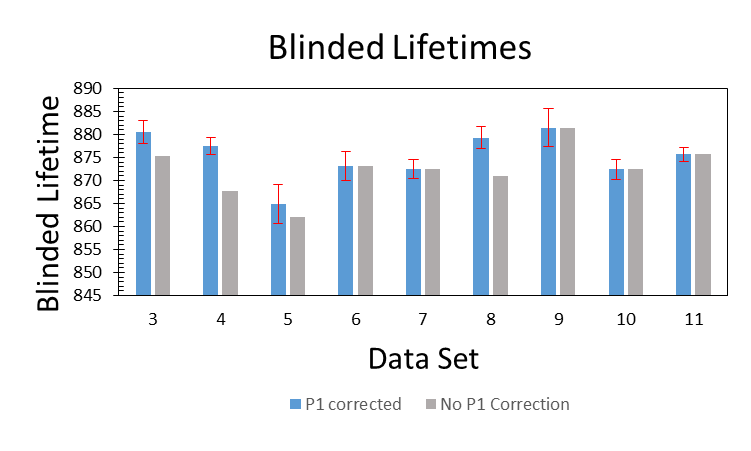 Blinded Lifetimes
890
885
880
875
870
865
860
855
850
845
Blinded Lifetime
3 4 5 6 7 8 9 10 11
Data Set
P1 corrected No P1 Correction